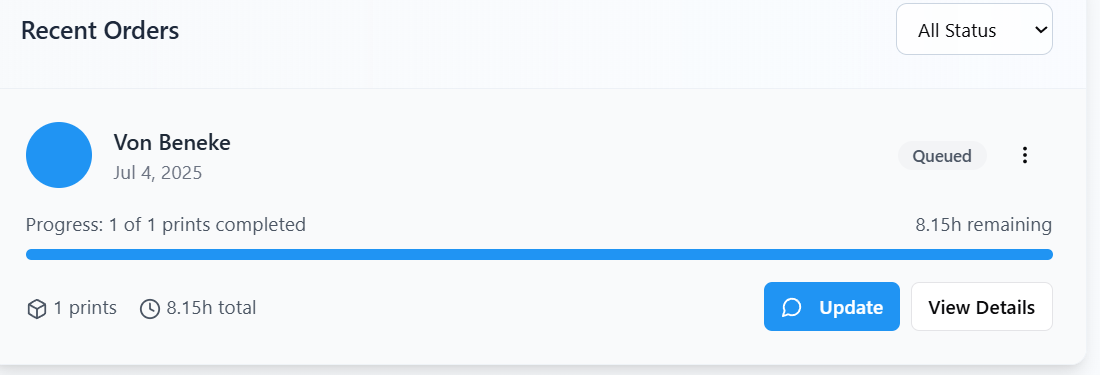 Recent Orders
All Status
Von Beneke
Jul 4, 2025
Queued
Progress: 1 of 1 prints completed
8.15h remaining
1 prints
8.15h total
Update
View Details